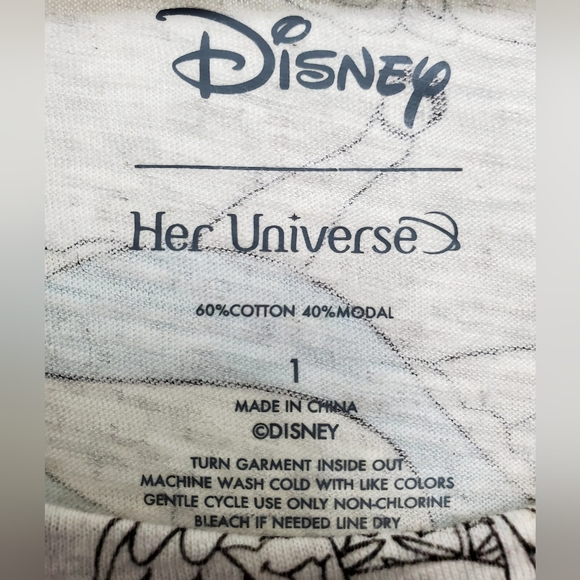 Disney
Her Universe
60%COTTON 40%MODAL
1
MADE IN CHINA
©DISNEY
TURN GARMENT INSIDE OUT
MACHINE WASH COLD WITH LIKE COLORS
GENTLE CYCLE USE ONLY NON-CHLORINE
BLEACH IF NEEDED LINE DRY